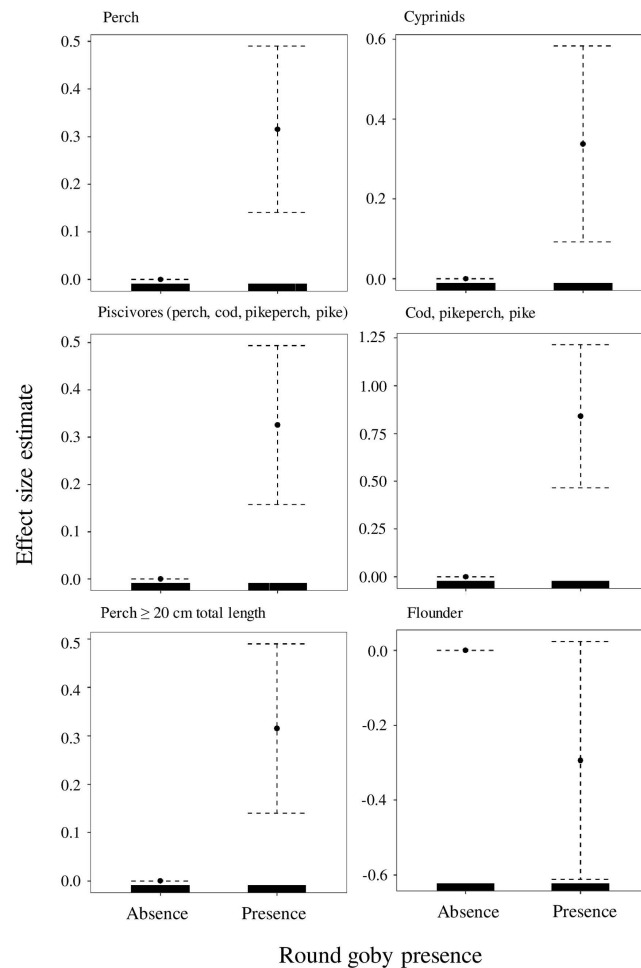 Perch
Cyprinids
0.5
0.4
0.3
0.2
0.1
0.0
0.6
0.4
0.2
0.0
Piscivores (perch, cod, pikeperch, pike)
Cod, pikeperch, pike
0.5
0.4
0.3
0.2
0.1
0.0
1.25
1.00
0.75
0.50
0.25
0.00
Effect size estimate
Perch ≥ 20 cm total length
Flounder
0.5
0.4
0.3
0.2
0.1
0.0
0.0
-0.2
-0.4
-0.6
Absence
Presence
Absence
Presence
Round goby presence